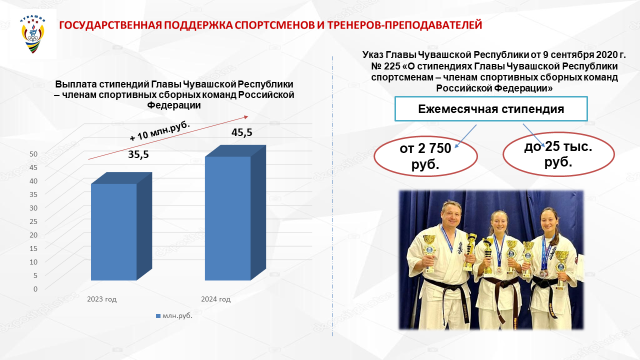 ГОСУДАРСТВЕННАЯ ПОДДЕРЖКА СПОРТСМЕНОВ И ТРЕНЕРОВ-ПРЕПОДАВАТЕЛЕЙ
Выплата стипендий Главы Чувашской Республики
– членам спортивных сборных команд Российской
Федерации
+ 10 млн.руб.
35,5
45,5
50
45
40
35
30
25
20
15
10
5
0
2023 год
2024 год
млн.руб.
Указ Главы Чувашской Республики от 9 сентября 2020 г.
№ 225 «О стипендиях Главы Чувашской Республики
спортсменам – членам спортивных сборных команд
Российской Федерации»
Ежемесячная стипендия
от 2 750
руб.
до 25 тыс.
руб.